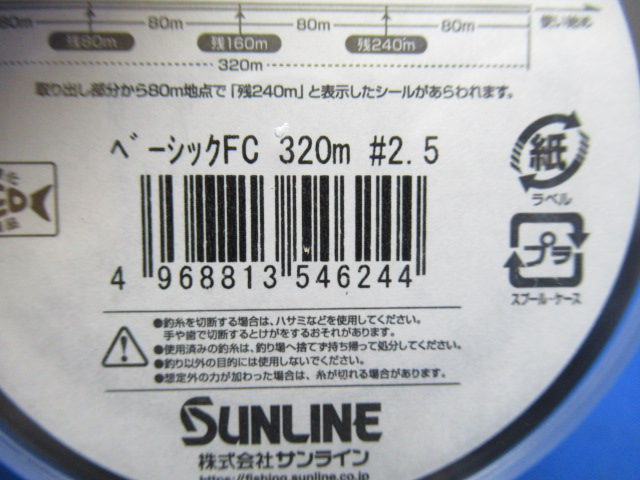 80m 80m 80m 80m 使い始め
残80m 残160m 残240m
320m
取り出し部分から80m地点で「残240m」と表示したシールがあらわれます。
ベーシックFC 320m #2.5
紙
ラベル
プラ
スプール・ケース
4 968813 546244
●釣糸を切断する場合は、ハサミなどを使用してください。
手や歯で切断するとけがをするおそれがあります。
●使用済みの釣糸は、釣り場へ捨てず持ち帰って処分してください。
●釣り以外の目的には使用しないでください。
●想定外の力が加わった場合は、糸が切れる場合があります。
SUNLINE
株式会社サンライン
https://fishing.sunline.co.jp